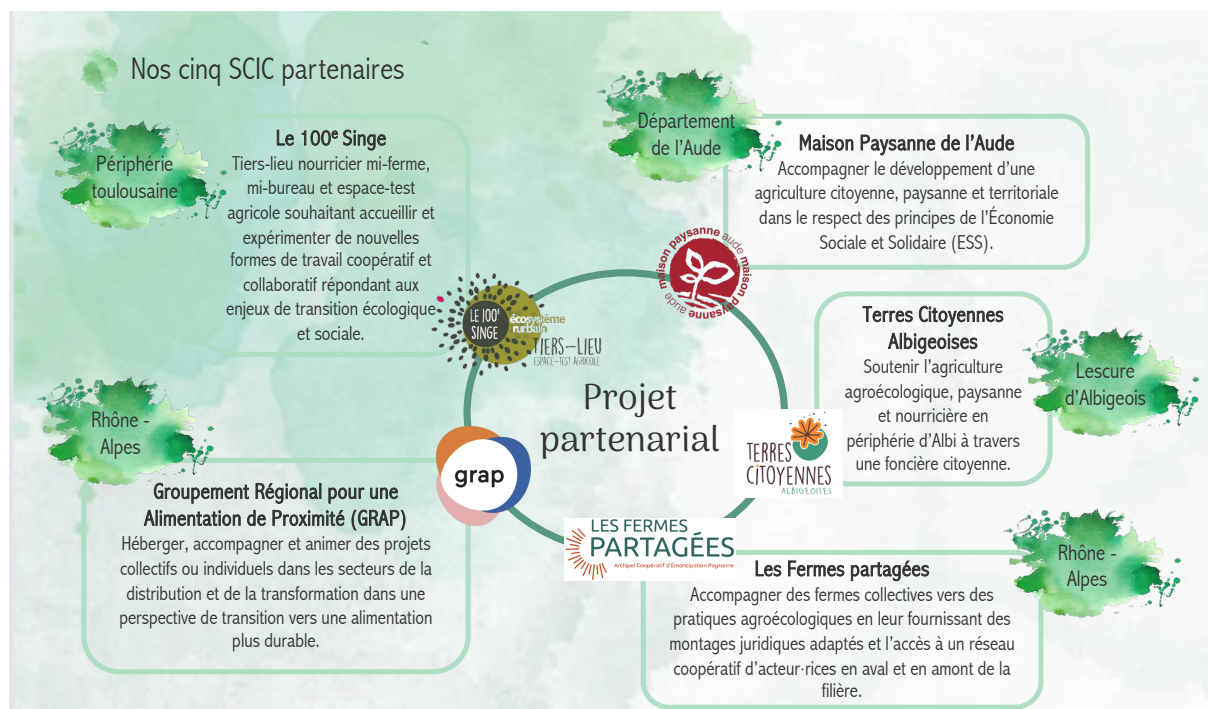 Nos cinq SCIC partenaires
Périphérie
toulousaine
Le 100e Singe
Tiers-lieu nourricier mi-ferme,
mi-bureau et espace-test
agricole souhaitant accueillir et
expérimenter de nouvelles
formes de travail coopératif et
collaboratif répondant aux
enjeux de transition écologique
et sociale.
Département
de l'Aude
Maison Paysanne de l'Aude
Accompagner le développement d'une
agriculture citoyenne, paysanne et territoriale
dans le respect des principes de l'Économie
Sociale et Solidaire (ESS).
maison paysanne aude maison paysanne aude
LE 100E
SINGE
écosystème
rurbain
TIERS-LIEU
ESPACE-TEST AGRICOLE
Terres Citoyennes
Albigeoises
Soutenir l'agriculture
agroécologique, paysanne
et nourricière en
périphérie d'Albi à travers
une foncière citoyenne.
Lescure
d'Albigeois
Projet
partenarial
TERRES
CITOYENNES
ALBIGEOISES
Rhône -
Alpes
grap
Groupement Régional pour une
Alimentation de Proximité (GRAP)
Héberger, accompagner et animer des projets
collectifs ou individuels dans les secteurs de la
distribution et de la transformation dans une
perspective de transition vers une alimentation
plus durable.
LES FERMES
PARTAGÉES
Archipel Coopératif d'Émancipation Paysanne
Rhône -
Alpes
Les Fermes partagées
Accompagner des fermes collectives vers des
pratiques agroécologiques en leur fournissant des
montages juridiques adaptés et l'accès à un réseau
coopératif d'acteur·rices en aval et en amont de la
filière.